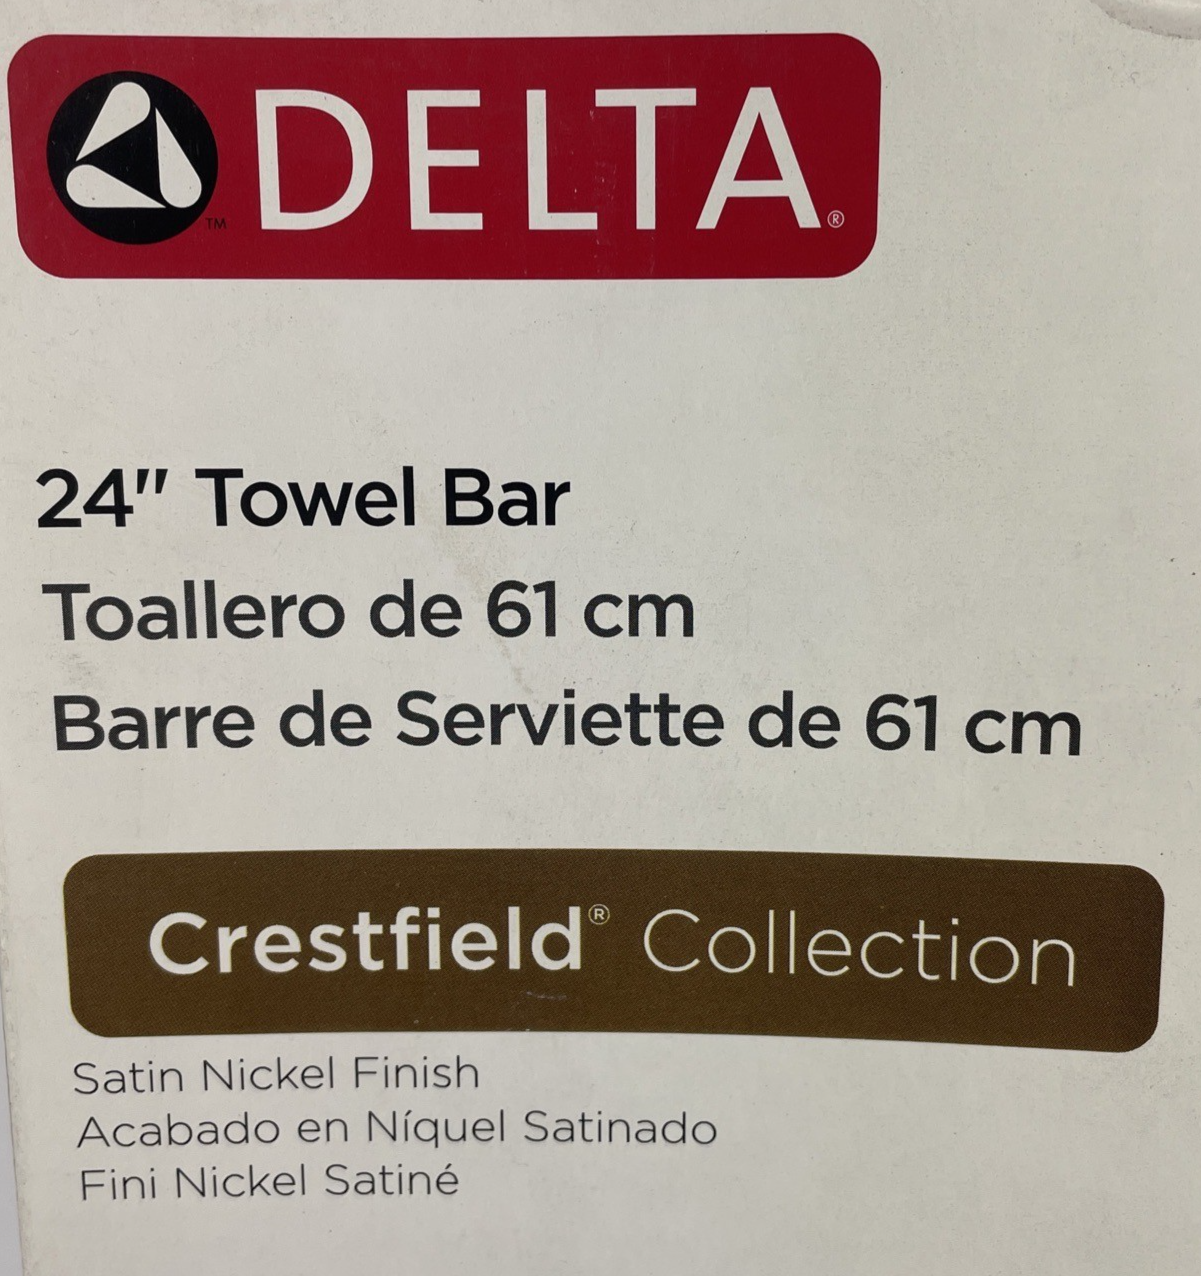 DELTA®
™
24" Towel Bar
Toallero de 61 cm
Barre de Serviette de 61 cm
Crestfield® Collection
Satin Nickel Finish
Acabado en Níquel Satinado
Fini Nickel Satiné